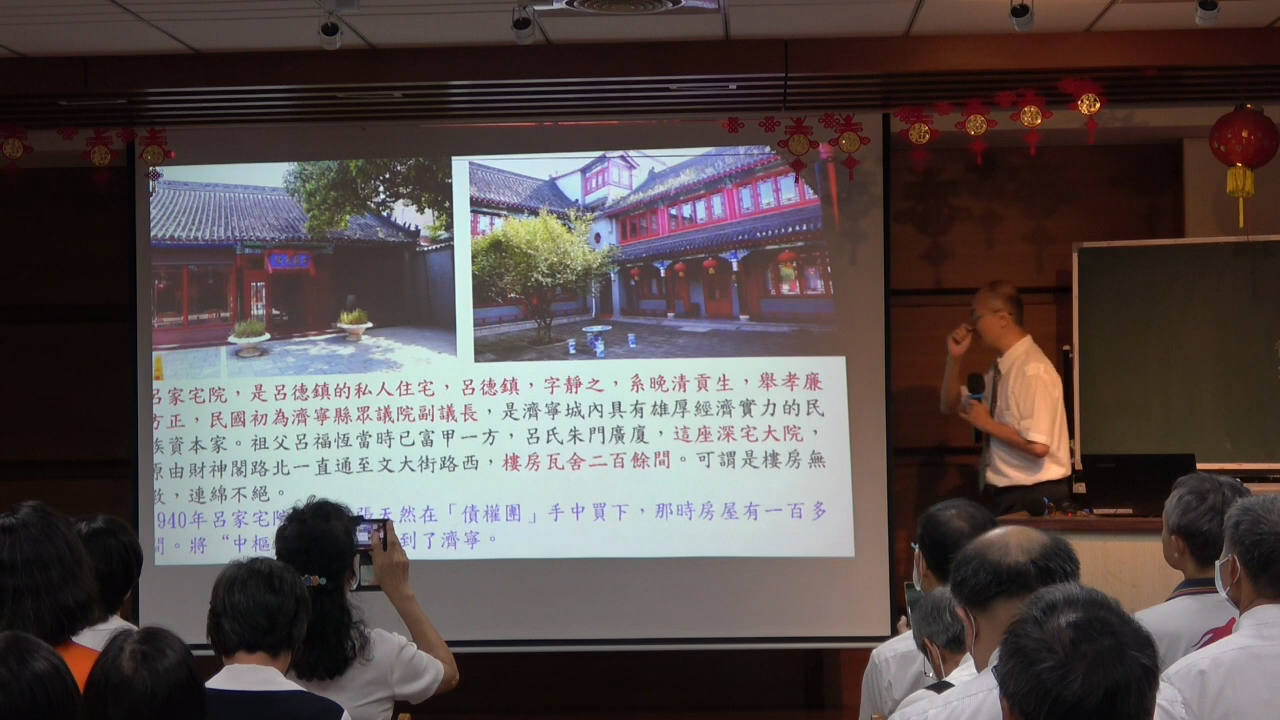 呂家宅院，是呂德鎮的私人住宅，呂德鎮，字靜之，系晚清貢生，舉孝廉
方正，民國初為濟寧縣眾議院副議長，是濟寧城內具有雄厚經濟實力的民
族資本家。祖父呂福恆當時已富甲一方，呂氏朱門廣廈，這座深宅大院，
原由財神閣路北一直通至文大街路西，樓房瓦舍二百餘間。可謂是樓房無
數，連綿不絕。
1940年呂家宅院 張天然在「債權團」手中買下，那時房屋有一百多
間。將“中樞 到了濟寧。